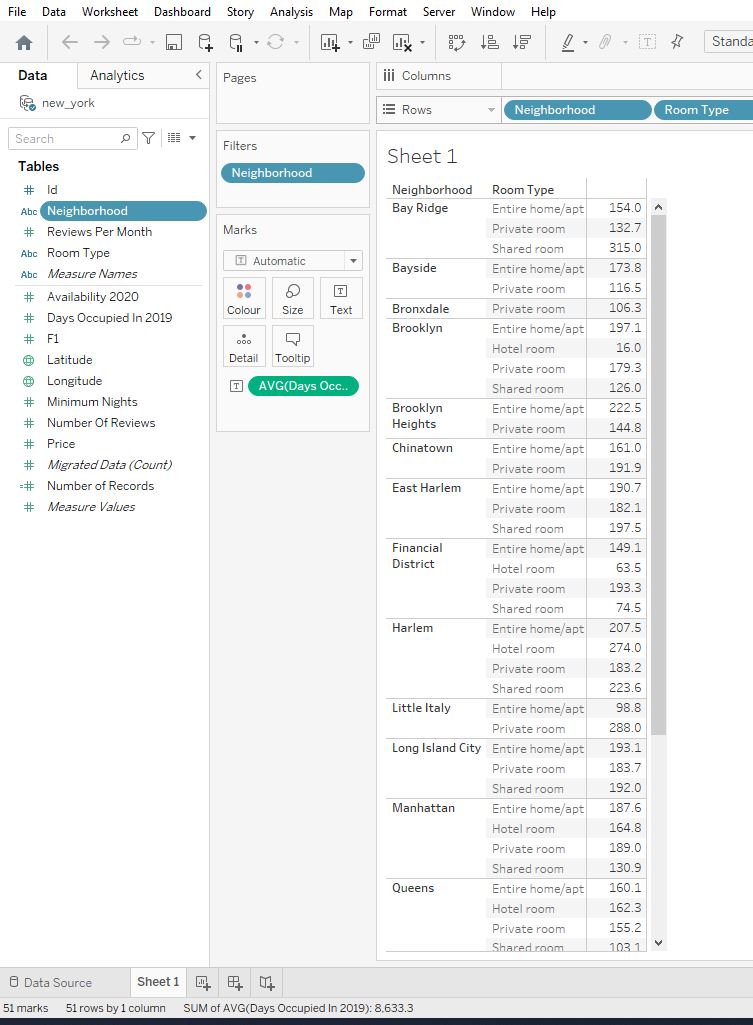 File Data Worksheet Dashboard Story Analysis Map Format Server Window Help
Standa
Data Analytics
new_york
Search
Tables
Id
Abc Neighborhood
Reviews Per Month
Abc Room Type
Abc Measure Names
Availability 2020
Days Occupied In 2019
F1
Latitude
Longitude
Minimum Nights
Number Of Reviews
Price
Migrated Data (Count)
Number of Records
Measure Values
Pages
Filters
Neighborhood
Marks
Automatic
Colour Size Text
Detail Tooltip
AVG(Days Occ..
Columns
Rows Neighborhood Room Type
Sheet 1
Neighborhood Room Type
Bay Ridge Entire home/apt 154.0
Private room 132.7
Shared room 315.0
Bayside Entire home/apt 173.8
Private room 116.5
Bronxdale Private room 106.3
Brooklyn Entire home/apt 197.1
Hotel room 16.0
Private room 179.3
Shared room 126.0
Brooklyn Entire home/apt 222.5
Heights Private room 144.8
Chinatown Entire home/apt 161.0
Private room 191.9
East Harlem Entire home/apt 190.7
Private room 182.1
Shared room 197.5
Financial Entire home/apt 149.1
District Hotel room 63.5
Private room 193.3
Shared room 74.5
Harlem Entire home/apt 207.5
Hotel room 274.0
Private room 183.2
Shared room 223.6
Little Italy Entire home/apt 98.8
Private room 288.0
Long Island City Entire home/apt 193.1
Private room 183.7
Shared room 192.0
Manhattan Entire home/apt 187.6
Hotel room 164.8
Private room 189.0
Shared room 130.9
Queens Entire home/apt 160.1
Hotel room 162.3
Private room 155.2
Shared room 103.1
Data Source Sheet 1
51 marks 51 rows by 1 column SUM of AVG(Days Occupied In 2019): 8,633.3